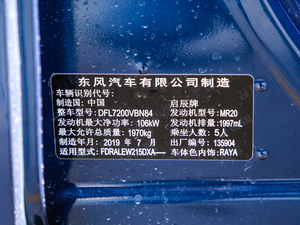 东风汽车有限公司制造
车辆识别代号:
制造国: 中国 启辰牌
整车型号: DFL7200VBN84 发动机型号: MR20
发动机最大净功率: 106kW 发动机排量: 1997mL
最大允许总质量: 1970kg 乘坐人数: 5人
制造年月: 2019 年 7 月 出厂编号: 135904
适用型式: FDRALEW215DXA—— 车体色内饰: RAYA